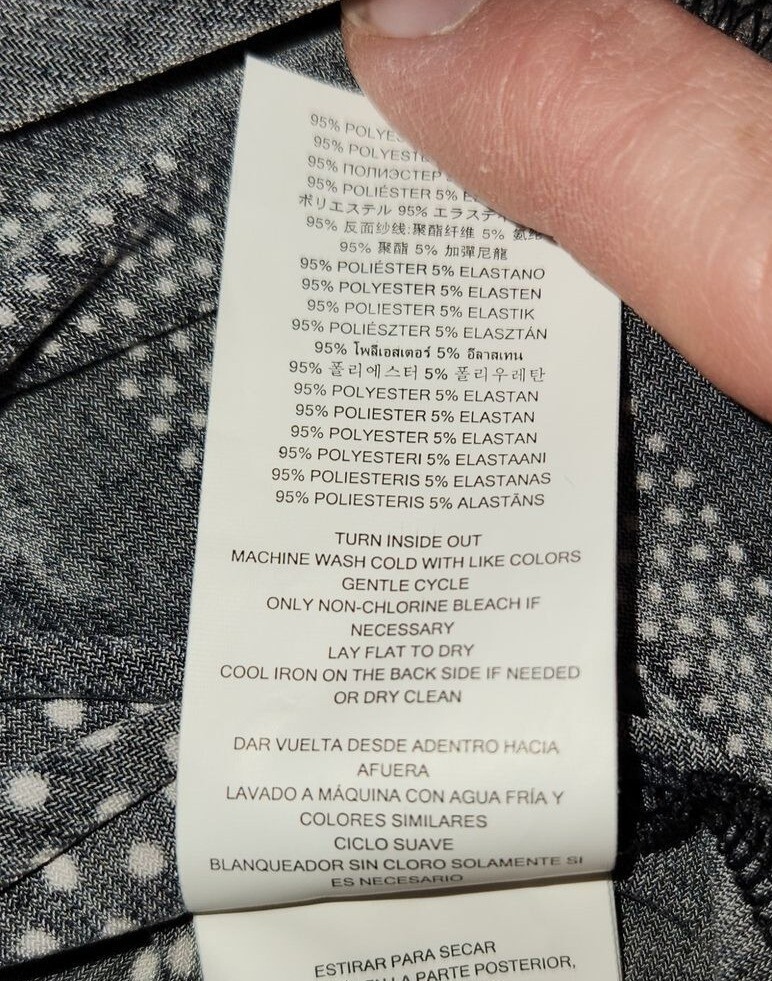 95%
95% POLYEST
95% ПОЛИЭСТЕР
95% POLIÉSTER 5%
ポリエステル 95% エラステ
95% 反面纱线:聚酯纤维 5%
95% 聚酯 5% 加彈尼龍
95% POLIÉSTER 5% ELASTANO
95% POLYESTER 5% ELASTEN
95% POLIESTER 5% ELASTIK
95% POLIÉSZTER 5% ELASZTÁN
95% โพลีเอสเตอร์ 5% อีลาสเทน
95% 폴리에스터 5% 폴리우레탄
95% POLYESTER 5% ELASTAN
95% POLIESTER 5% ELASTAN
95% POLYESTER 5% ELASTAN
95% POLYESTERI 5% ELASTAANI
95% POLIESTERIS 5% ELASTANAS
95% POLIESTERIS 5% ALASTĀNS
TURN INSIDE OUT
MACHINE WASH COLD WITH LIKE COLORS
GENTLE CYCLE
ONLY NON-CHLORINE BLEACH IF
NECESSARY
LAY FLAT TO DRY
COOL IRON ON THE BACK SIDE IF NEEDED
OR DRY CLEAN
DAR VUELTA DESDE ADENTRO HACIA
AFUERA
LAVADO A MÁQUINA CON AGUA FRÍA Y
COLORES SIMILARES
CICLO SUAVE
BLANQUEADOR SIN CLORO SOLAMENTE SI
ES NECESARIO
ESTIRAR PARA SECAR
EN LA PARTE POSTERIOR,